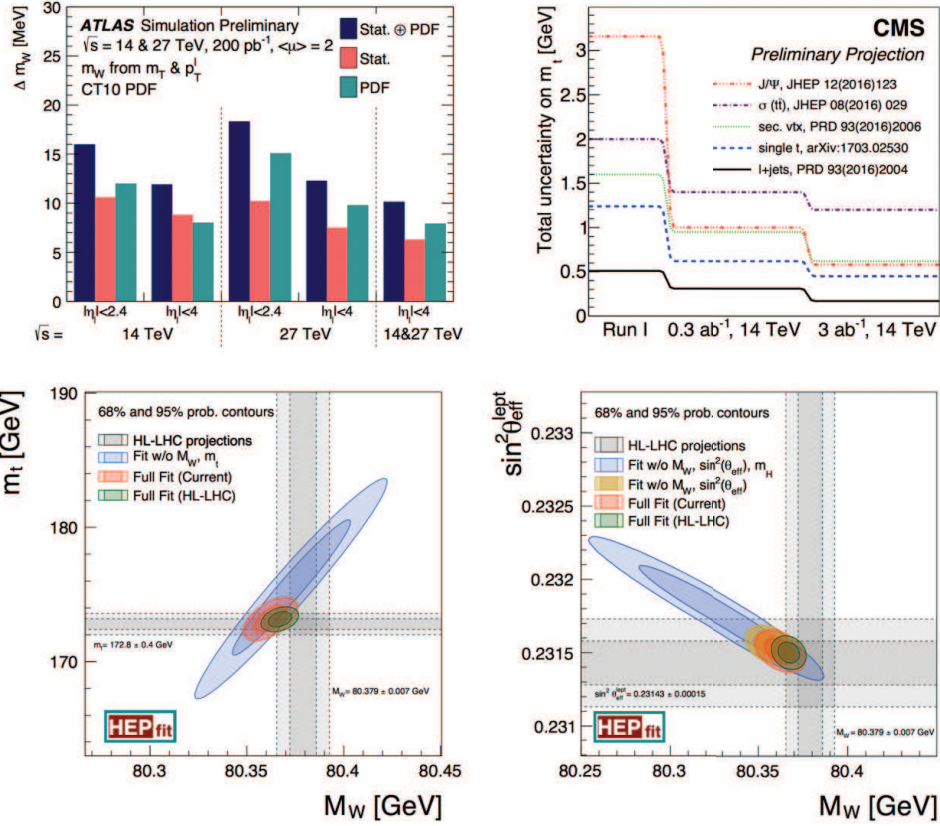 Δ m_W [MeV]
30
25
20
15
10
5
0
ATLAS Simulation Preliminary
√s = 14 & 27 TeV, 200 pb⁻¹, <μ> = 2
m_W from m_T & p_T^l
CT10 PDF
Stat. ⊕ PDF
Stat.
PDF
|η_l|<2.4 |η_l|<4 |η_l|<2.4 |η_l|<4 |η_l|<4
√s = 14 TeV 27 TeV 14&27 TeV
Total uncertainty on m_t [GeV]
3
2.5
2
1.5
1
0.5
0
CMS
Preliminary Projection
J/Ψ, JHEP 12(2016)123
σ (tt̄), JHEP 08(2016) 029
sec. vtx, PRD 93(2016)2006
single t, arXiv:1703.02530
l+jets, PRD 93(2016)2004
Run I 0.3 ab⁻¹, 14 TeV 3 ab⁻¹, 14 TeV
m_t [GeV]
190
180
170
68% and 95% prob. contours
HL-LHC projections
Fit w/o M_W, m_t
Full Fit (Current)
Full Fit (HL-LHC)
m_t= 172.8 ± 0.4 GeV
M_W= 80.379 ± 0.007 GeV
HEP fit
80.3 80.35 80.4 80.45
M_W [GeV]
sin²θ_eff^lept
0.233
0.2325
0.232
0.2315
0.231
68% and 95% prob. contours
HL-LHC projections
Fit w/o M_W, sin²(θ_eff), m_H
Fit w/o M_W, sin²(θ_eff)
Full Fit (Current)
Full Fit (HL-LHC)
sin² θ_eff^lept = 0.23143 ± 0.00015
M_W= 80.379 ± 0.007 GeV
HEP fit
80.25 80.3 80.35 80.4
M_W [GeV]